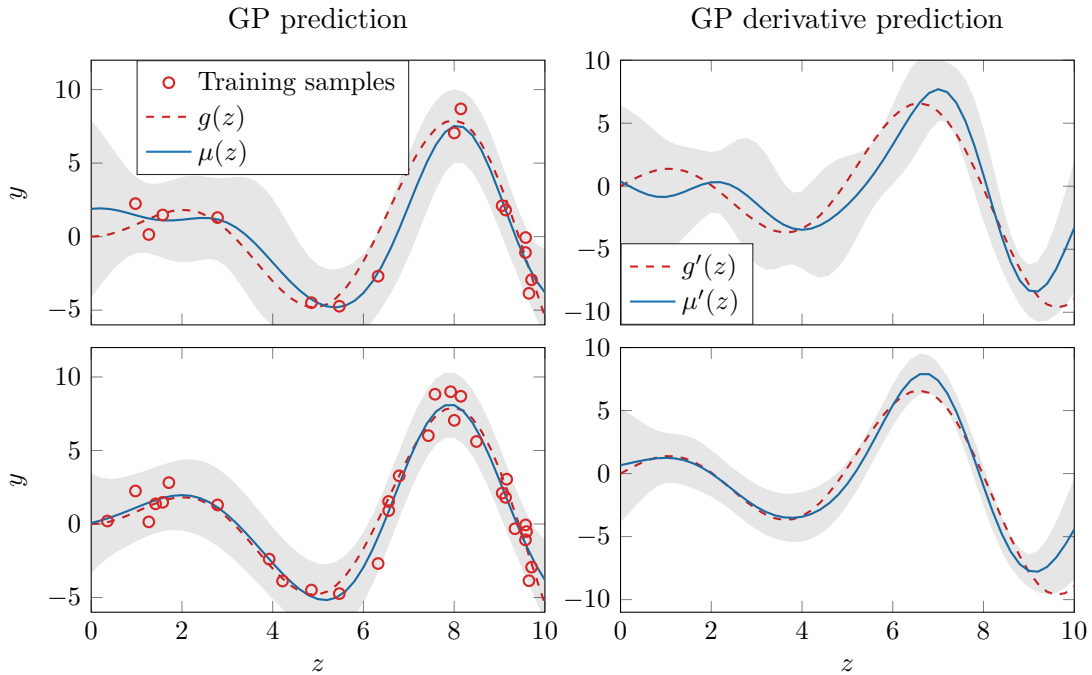 GP prediction
GP derivative prediction
10
5
0
−5
y
Training samples
g(z)
μ(z)
10
5
0
−5
−10
g′(z)
μ′(z)
10
5
0
−5
y
0 2 4 6 8 10
z
10
5
0
−5
−10
0 2 4 6 8 10
z